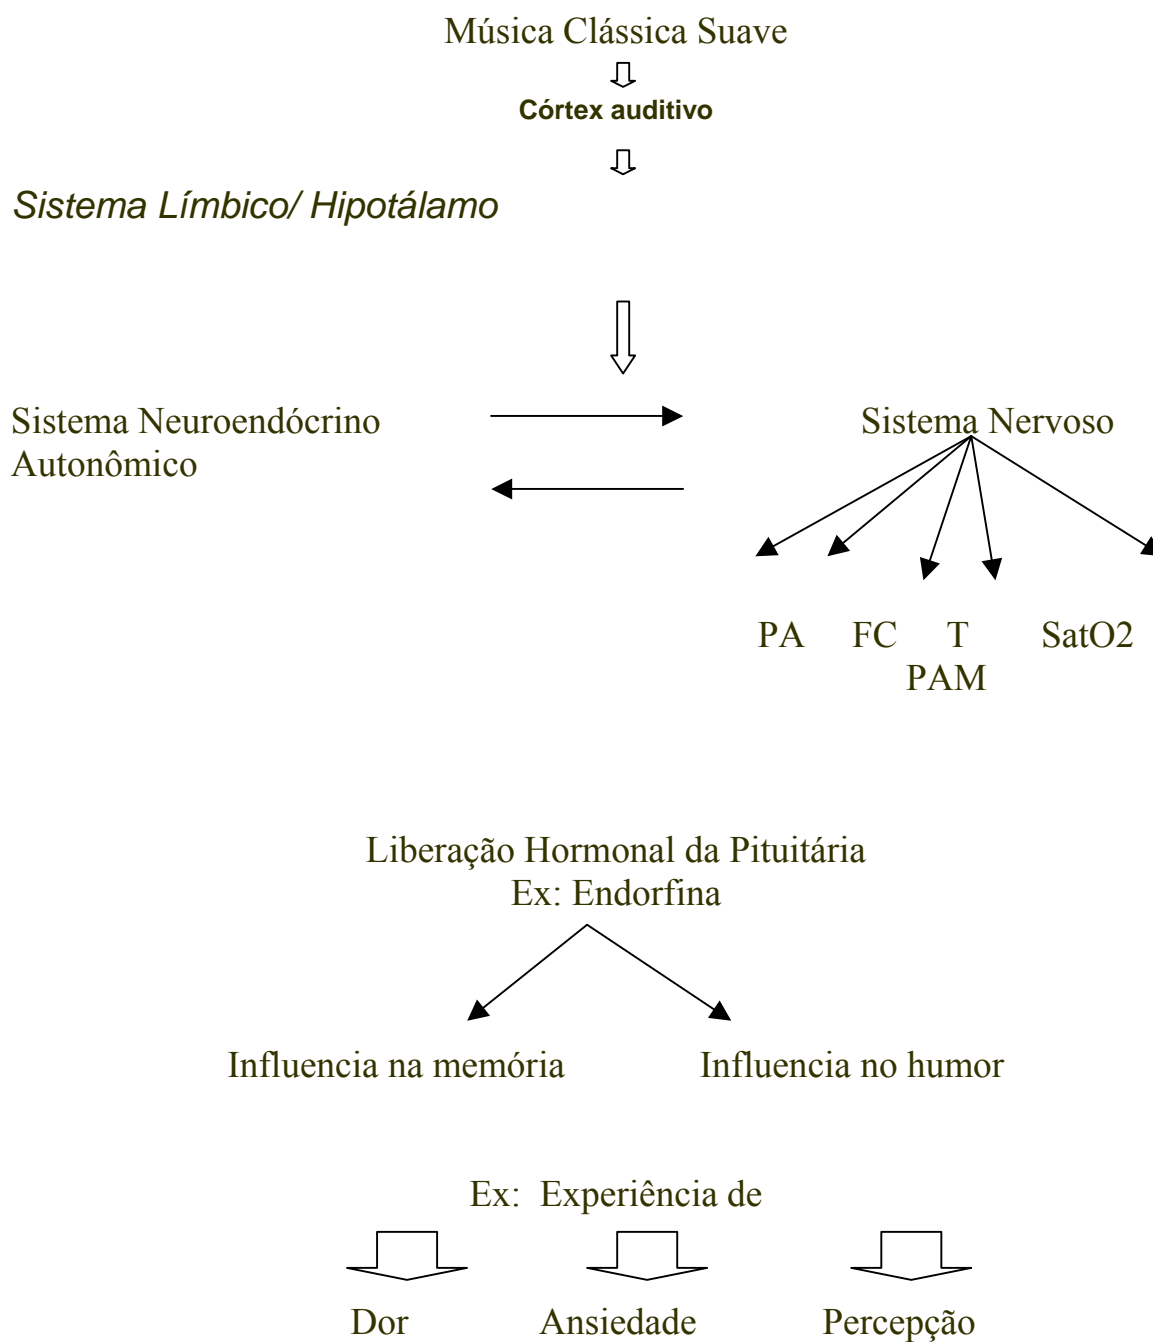 Música Clássica Suave
Córtex auditivo
Sistema Límbico/ Hipotálamo
Sistema Neuroendócrino Sistema Nervoso
Autonômico
PA FC T SatO2
PAM
Liberação Hormonal da Pituitária
Ex: Endorfina
Influencia na memória Influencia no humor
Ex: Experiência de
Dor Ansiedade Percepção